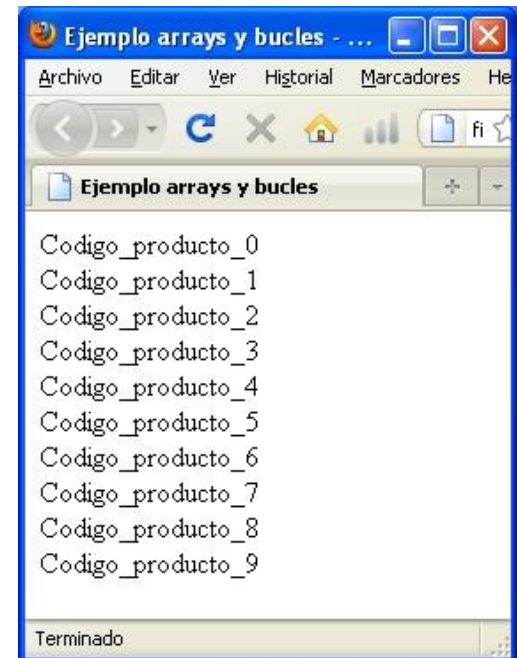 Ejemplo arrays y bucles - ...
Archivo Editar Ver Historial Marcadores He
fi
Ejemplo arrays y bucles
Codigo_producto_0
Codigo_producto_1
Codigo_producto_2
Codigo_producto_3
Codigo_producto_4
Codigo_producto_5
Codigo_producto_6
Codigo_producto_7
Codigo_producto_8
Codigo_producto_9
Terminado